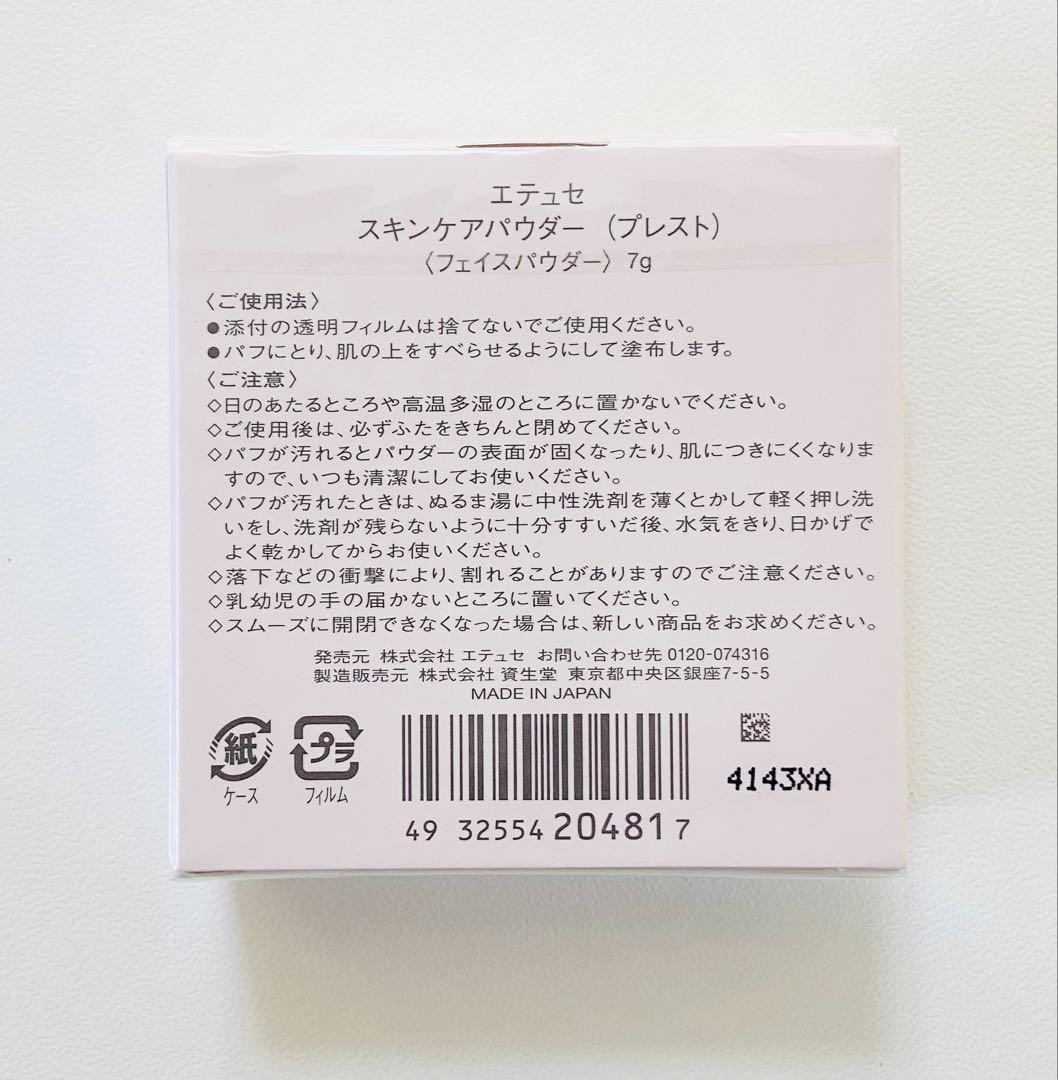 エテュセ
スキンケアパウダー（プレスト）
〈フェイスパウダー〉 7g
〈ご使用法〉
●添付の透明フィルムは捨てないでご使用ください。
●パフにとり、肌の上をすべらせるようにして塗布します。
〈ご注意〉
◇日のあたるところや高温多湿のところに置かないでください。
◇ご使用後は、必ずふたをきちんと閉めてください。
◇パフが汚れるとパウダーの表面が固くなったり、肌につきにくくなりま
すので、いつも清潔にしてお使いください。
◇パフが汚れたときは、ぬるま湯に中性洗剤を薄くとかして軽く押し洗
いをし、洗剤が残らないように十分すすいだ後、水気をきり、日かげで
よく乾かしてからお使いください。
◇落下などの衝撃により、割れることがありますのでご注意ください。
◇乳幼児の手の届かないところに置いてください。
◇スムーズに開閉できなくなった場合は、新しい商品をお求めください。
発売元 株式会社 エテュセ お問い合わせ先 0120-074316
製造販売元 株式会社 資生堂 東京都中央区銀座7-5-5
MADE IN JAPAN
紙
ケース
プラ
フィルム
4143XA
49 32554 204817